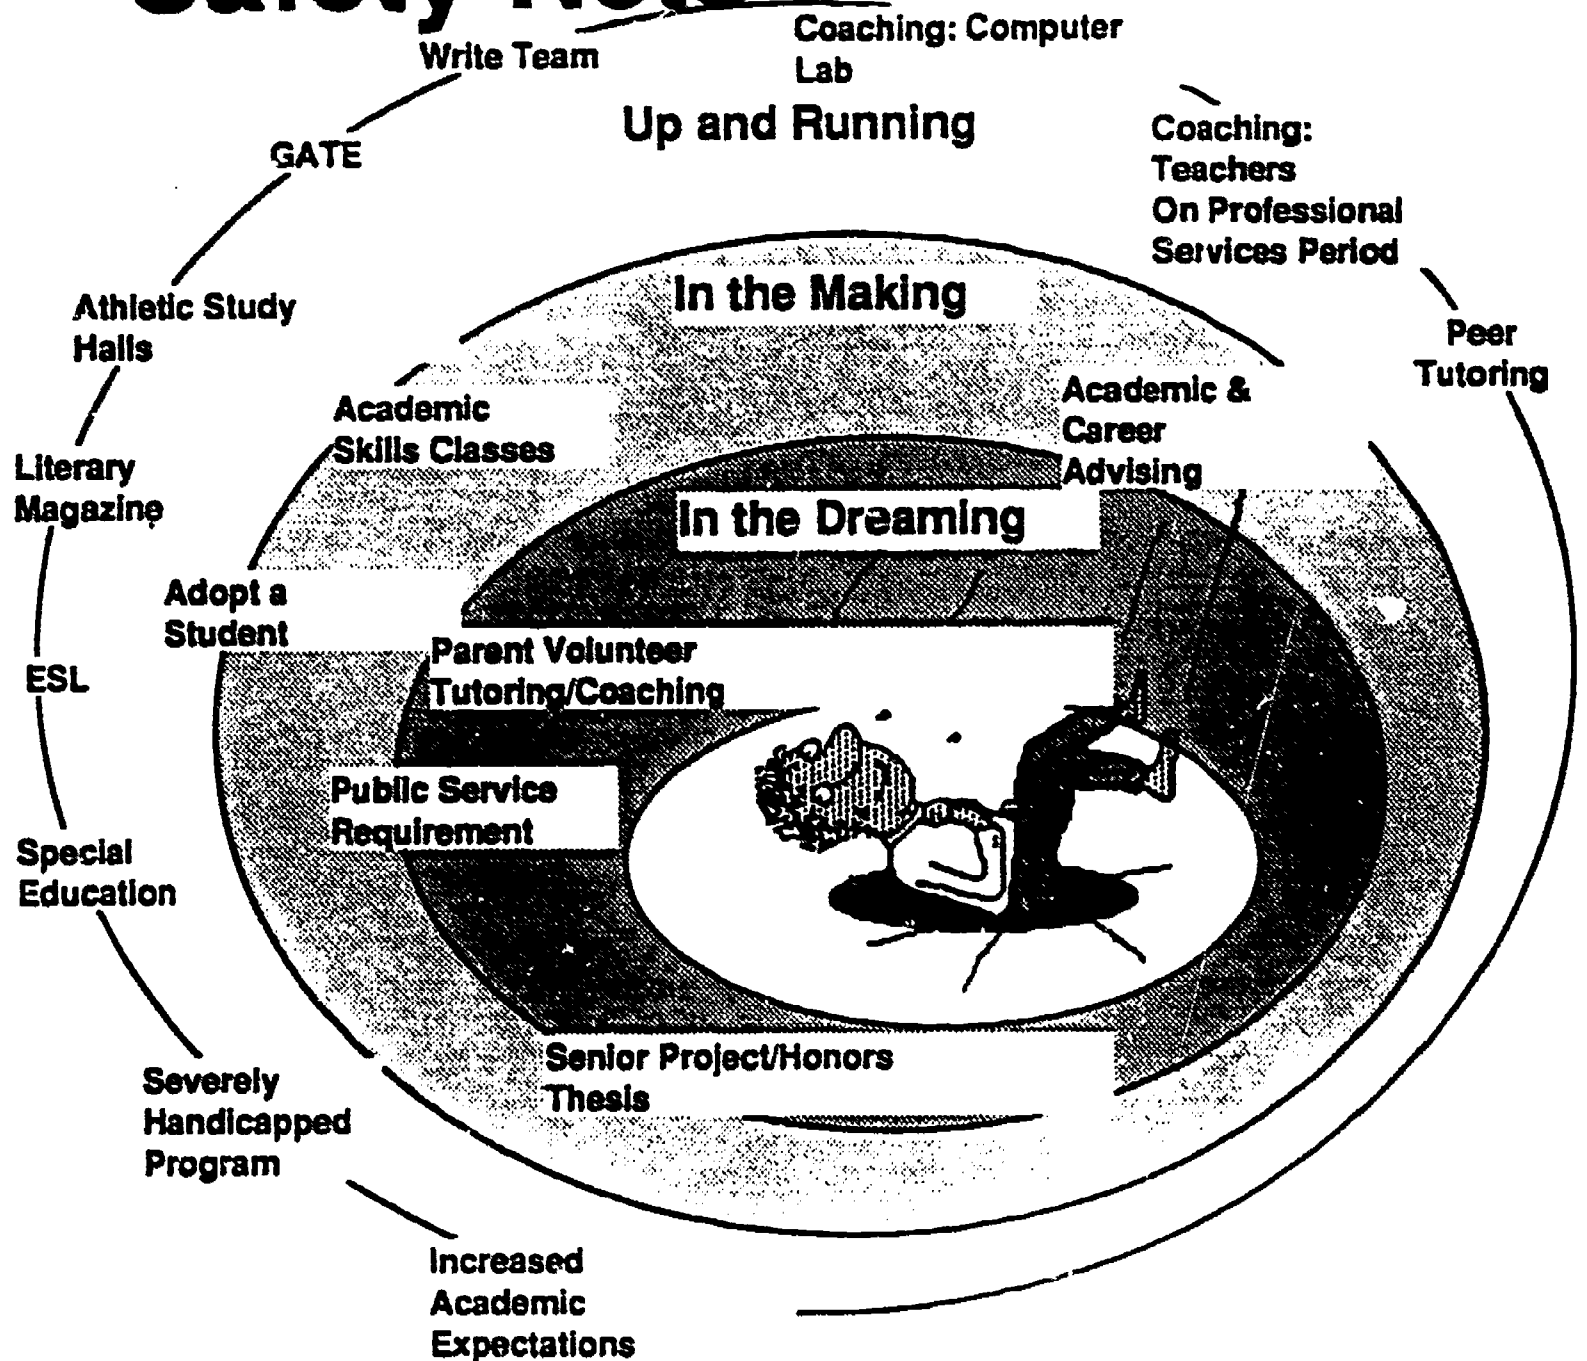 Write Team
Coaching: Computer
Lab
Up and Running
Coaching:
Teachers
On Professional
Services Period
GATE
In the Making
Athletic Study
Halls
Peer
Tutoring
Academic
Skills Classes
Academic &
Career
Advising
Literary
Magazine
In the Dreaming
Adopt a
Student
Parent Volunteer
Tutoring/Coaching
ESL
Public Service
Requirement
Special
Education
Senior Project/Honors
Thesis
Severely
Handicapped
Program
Increased
Academic
Expectations